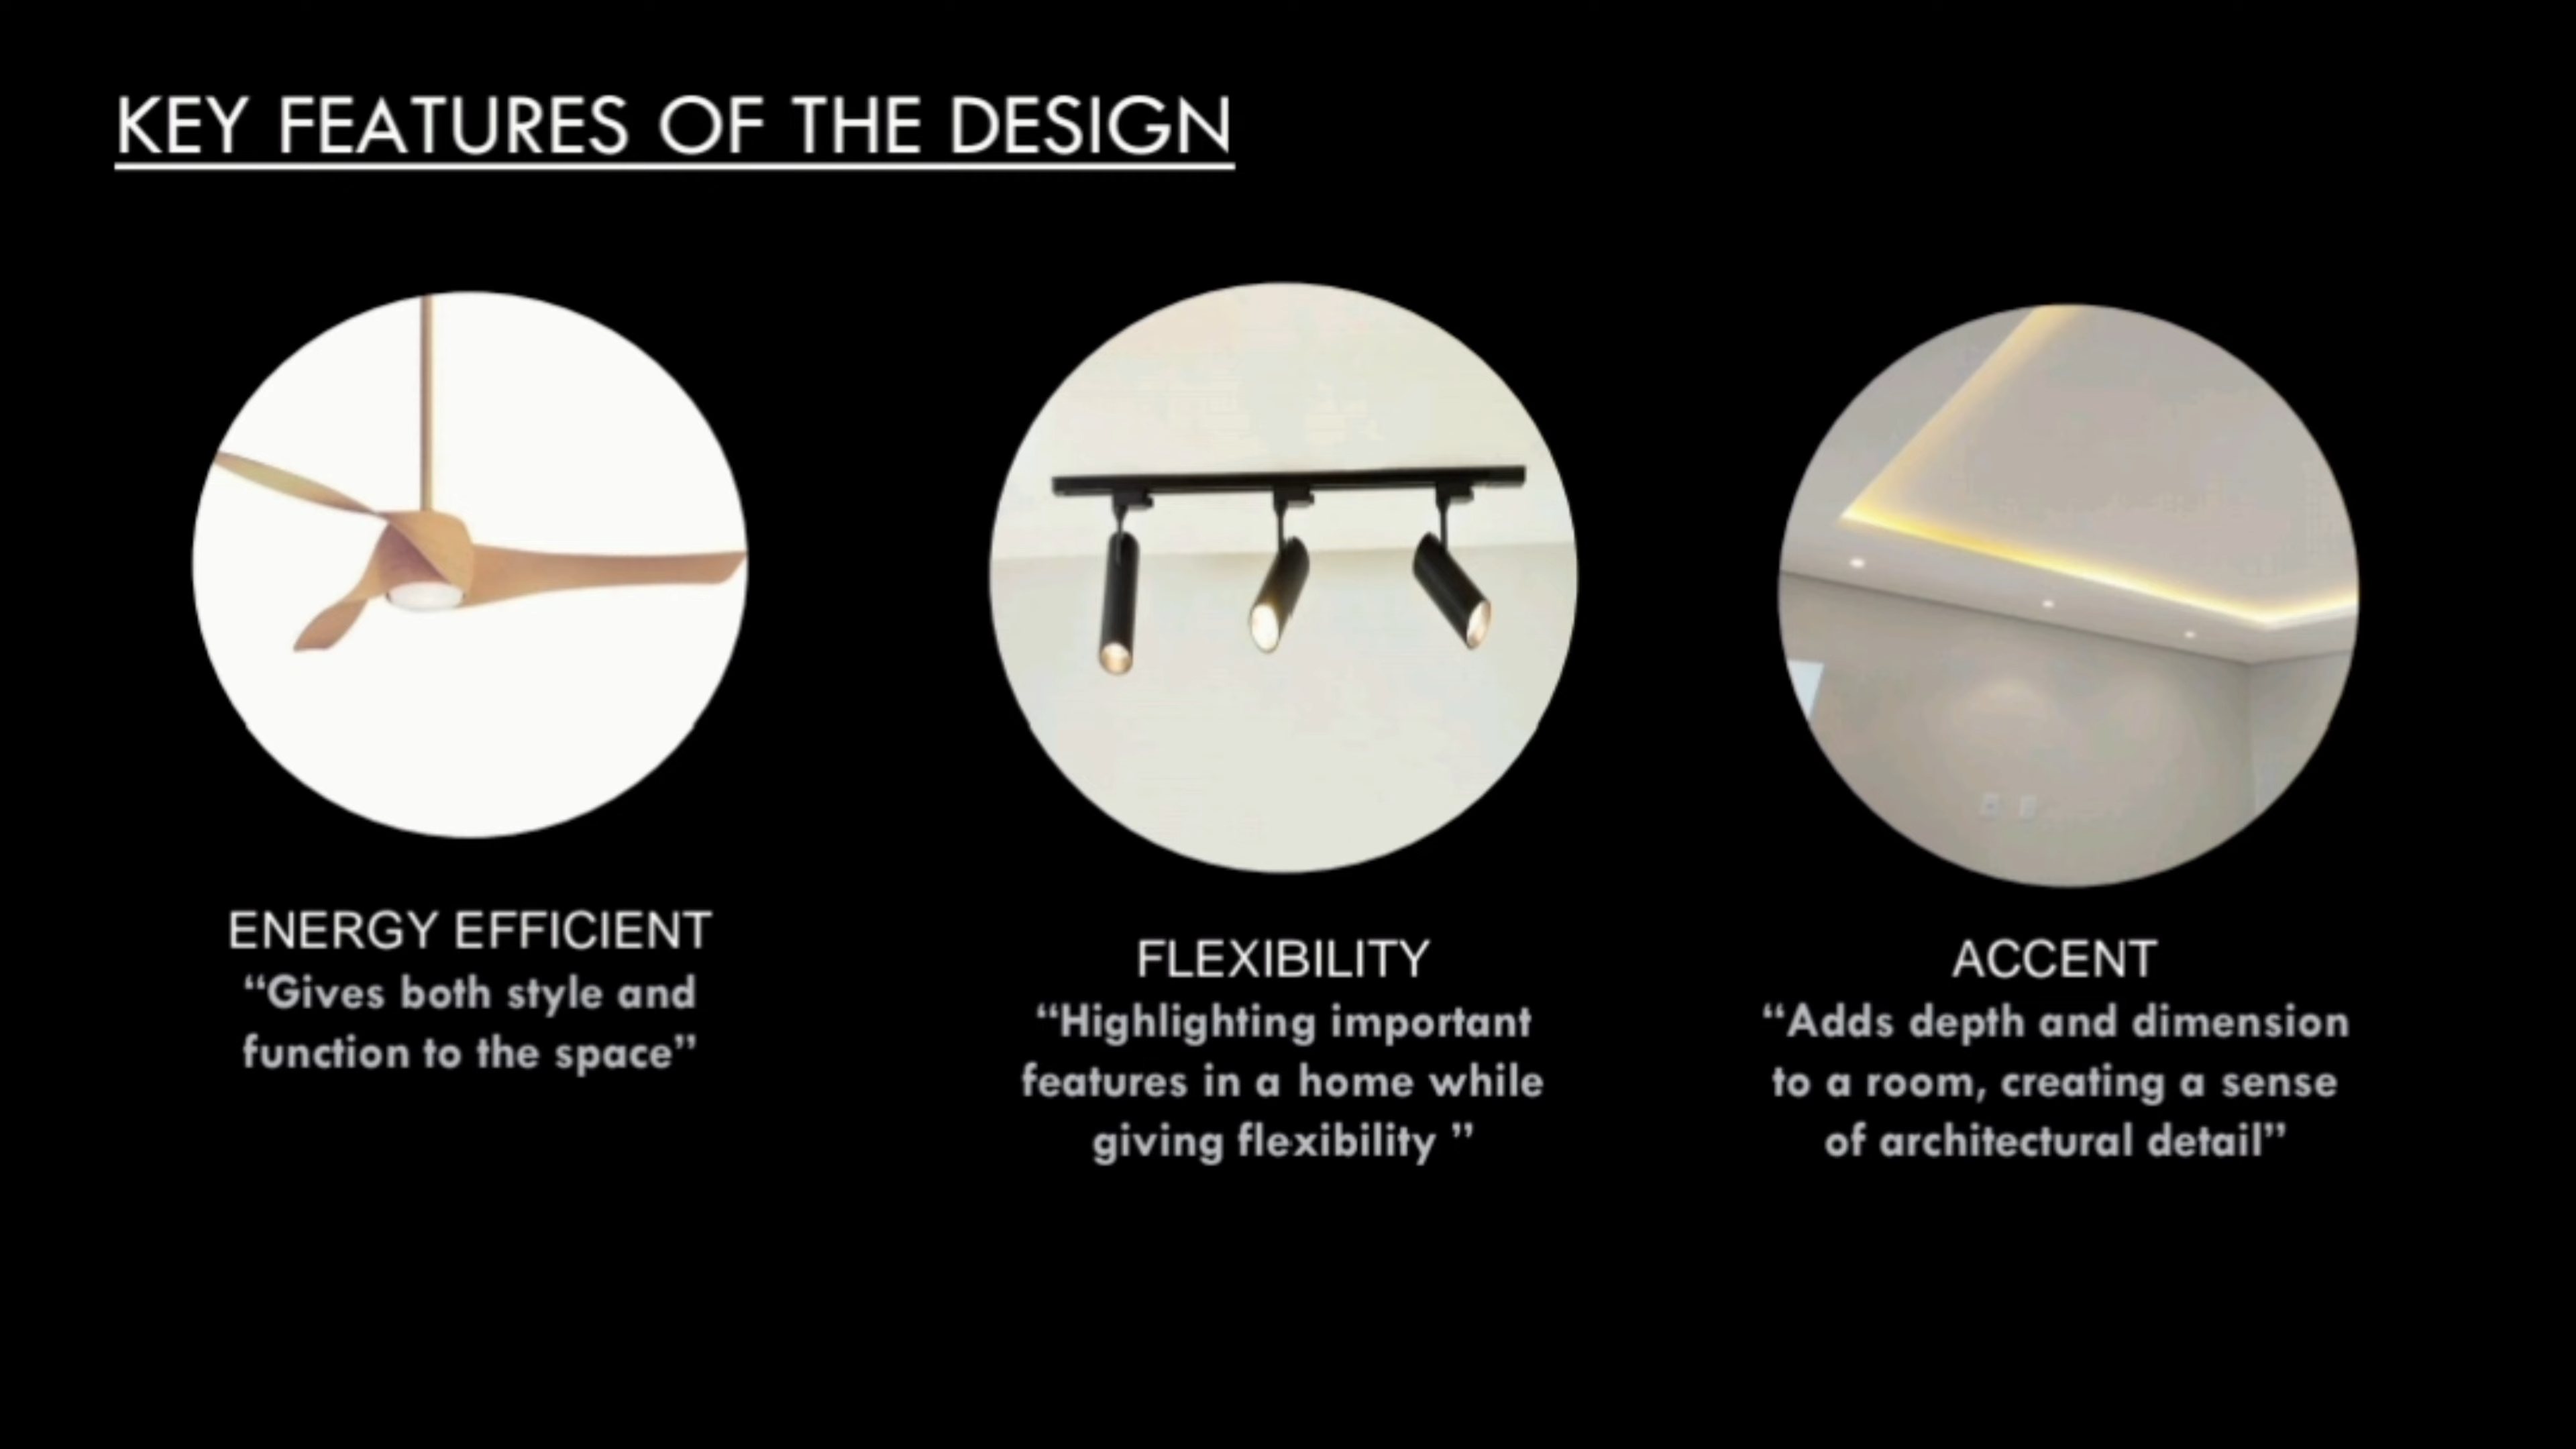 KEY FEATURES OF THE DESIGN
ENERGY EFFICIENT
“Gives both style and
function to the space”
FLEXIBILITY
“Highlighting important
features in a home while
giving flexibility ”
ACCENT
“Adds depth and dimension
to a room, creating a sense
of architectural detail”